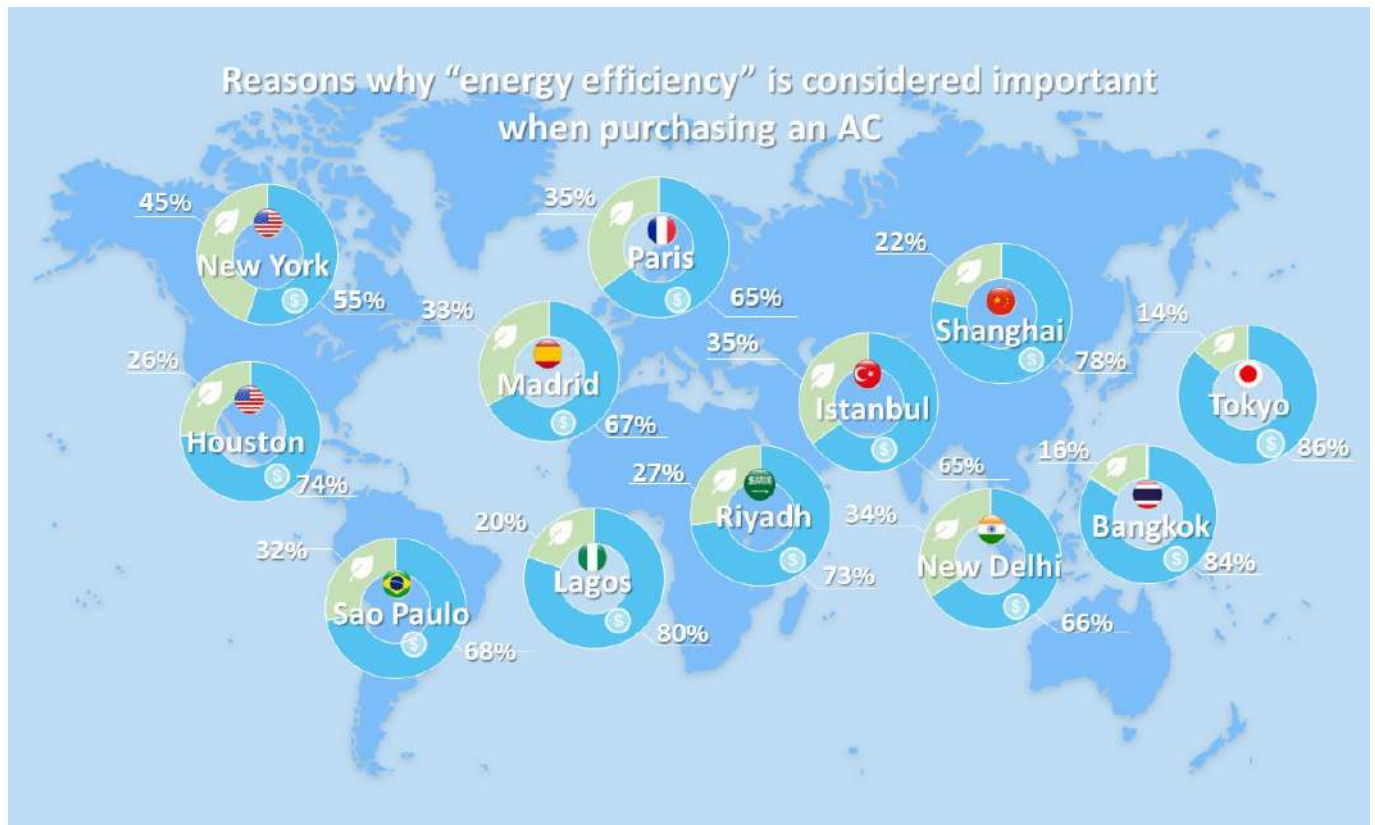 Reasons why “energy efficiency” is considered important
when purchasing an AC
45%
New York
$
55%
35%
Paris
$
65%
22%
Shanghai
$
78%
33%
Madrid
$
67%
35%
Istanbul
$
65%
14%
Tokyo
$
86%
26%
Houston
$
74%
27%
Riyadh
$
73%
16%
Bangkok
$
84%
32%
Sao Paulo
$
68%
20%
Lagos
$
80%
34%
New Delhi
$
66%